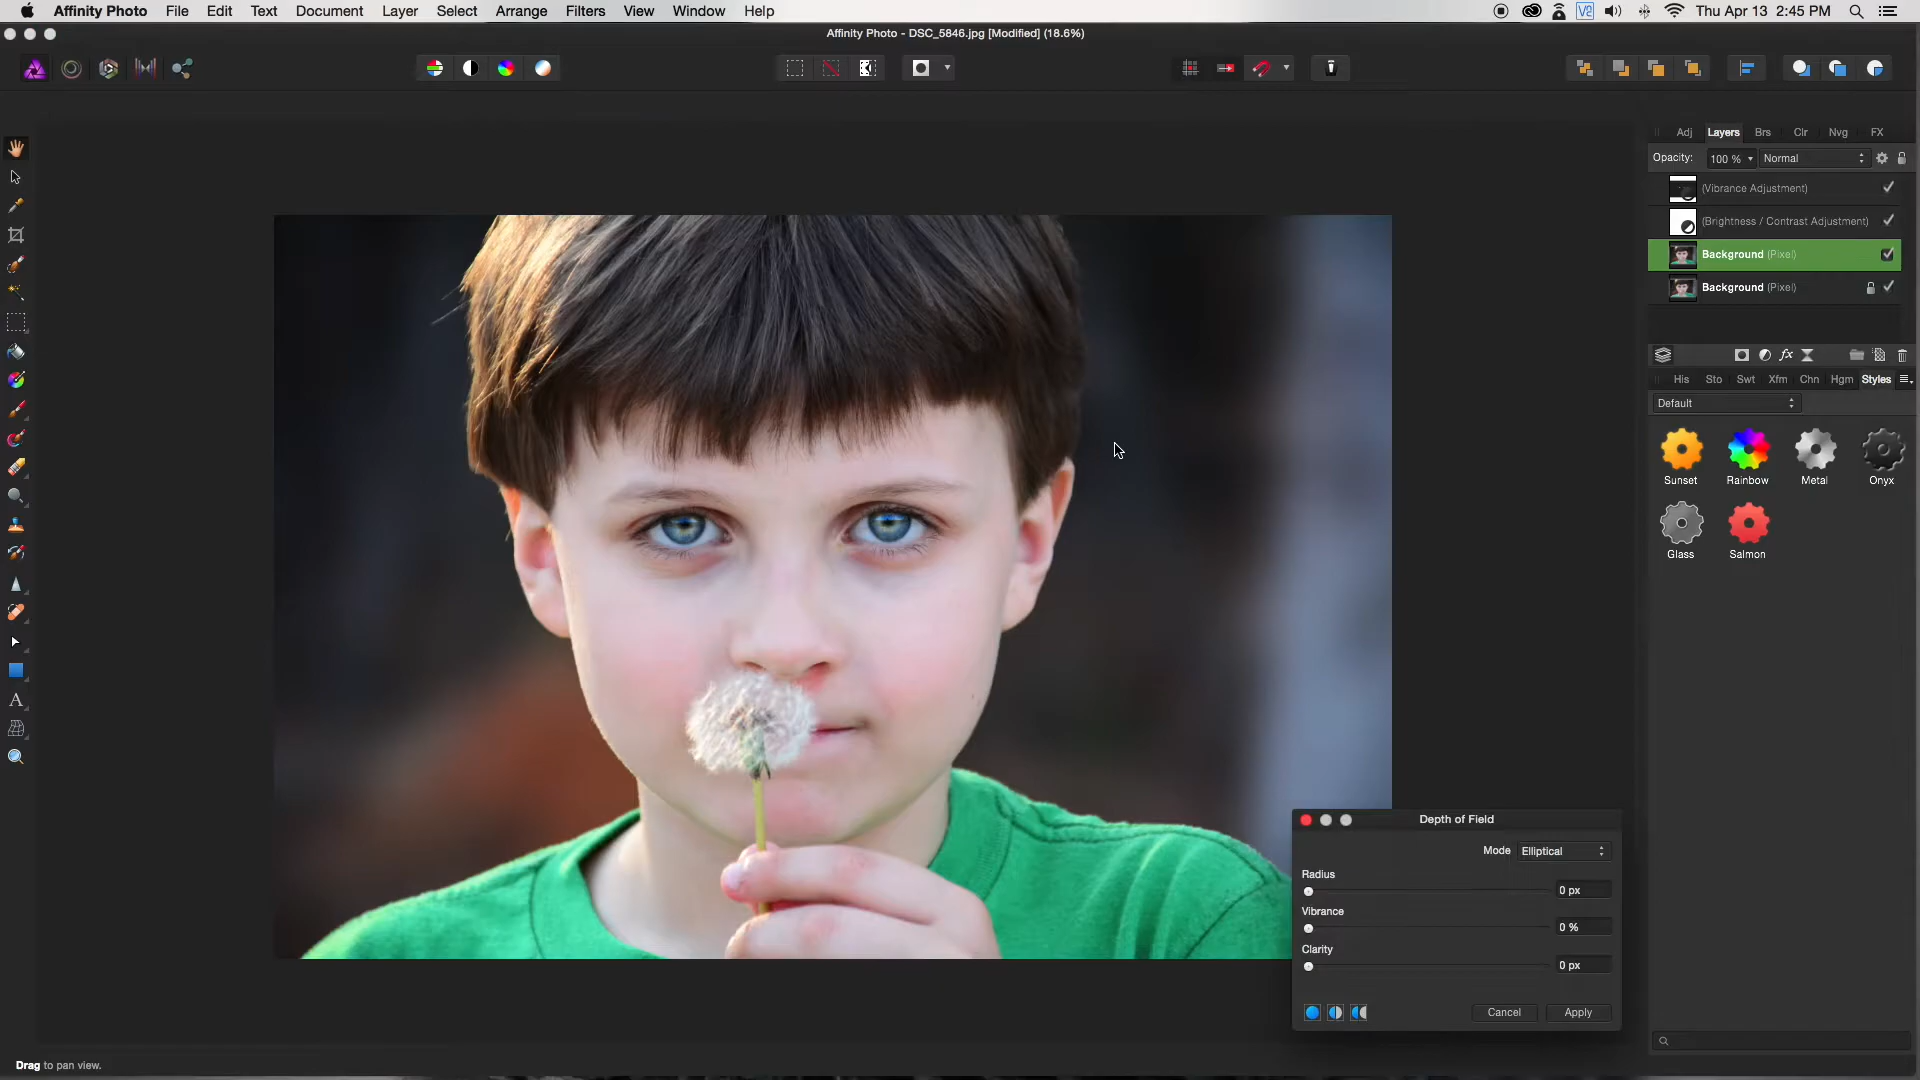 Affinity Photo File Edit Text Document Layer Select Arrange Filters View Window Help Thu Apr 13 2:45 PM
Affinity Photo - DSC_5846.jpg [Modified] (18.6%)
Adj Layers Brs Clr Nvg FX
Opacity: 100 % Normal
(Vibrance Adjustment)
(Brightness / Contrast Adjustment)
Background (Pixel)
Background (Pixel)
fx
His Sto Swt Xfm Chn Hgm Styles
Default
Sunset Rainbow Metal Onyx
Glass Salmon
A
Depth of Field
Mode Elliptical
Radius
0 px
Vibrance
0 %
Clarity
0 px
Cancel Apply
Drag to pan view.